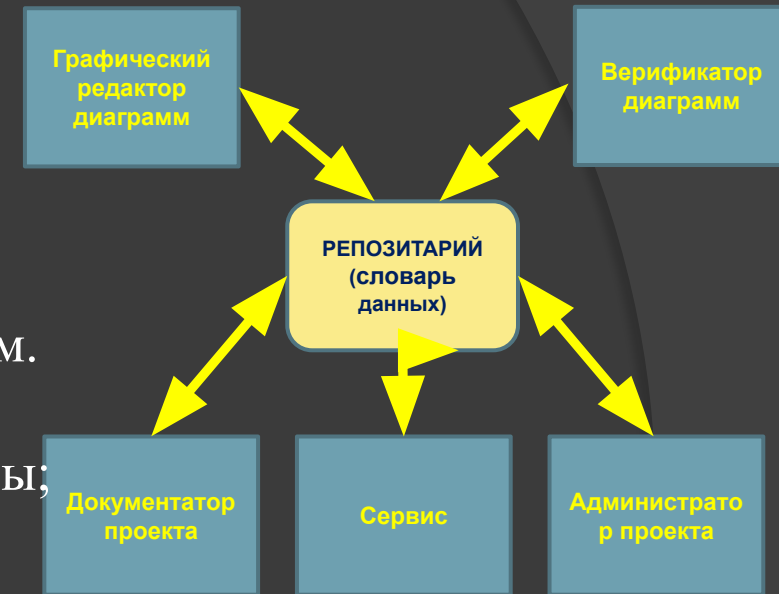 Графический
редактор
диаграмм
Верификатор
диаграмм
РЕПОЗИТАРИЙ
(словарь
данных)
м.
ы;
Документатор
проекта
Сервис
Администрато
р проекта